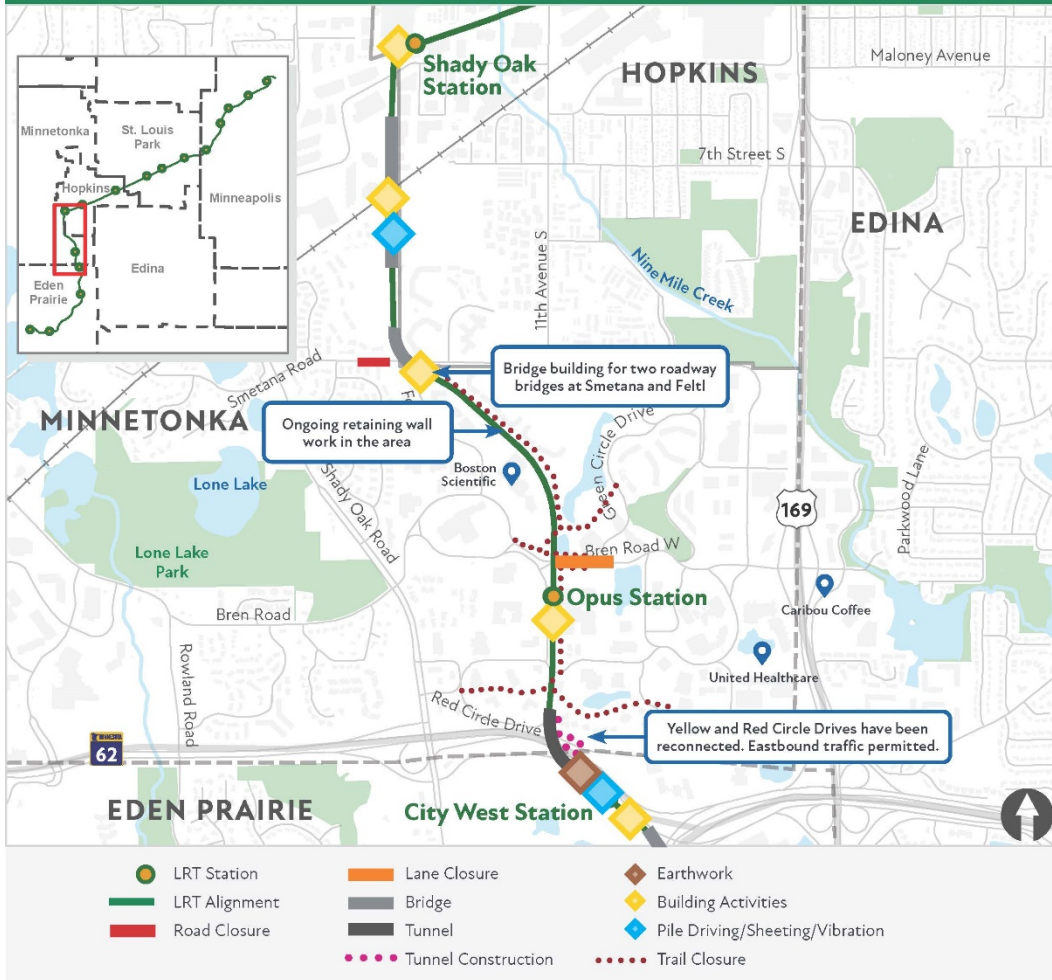 Shady Oak
Station
HOPKINS
Maloney Avenue
Minnetonka
St. Louis
Park
Hopkins
Minneapolis
Edina
Eden
Prairie
7th Street S
EDINA
11th Avenue S
Nine Mile Creek
Smetana Road
Bridge building for two roadway
bridges at Smetana and Feltl
MINNETONKA
Ongoing retaining wall
work in the area
Green Circle Drive
Boston
Scientific
Lone Lake
Shady Oak Road
169
Parkwood Lane
Bren Road W
Lone Lake
Park
Opus Station
Caribou Coffee
Bren Road
Rowland Road
United Healthcare
Red Circle Drive
Yellow and Red Circle Drives have been
reconnected. Eastbound traffic permitted.
62
EDEN PRAIRIE
City West Station
LRT Station
LRT Alignment
Road Closure
Lane Closure
Bridge
Tunnel
Tunnel Construction
Earthwork
Building Activities
Pile Driving/Sheeting/Vibration
Trail Closure